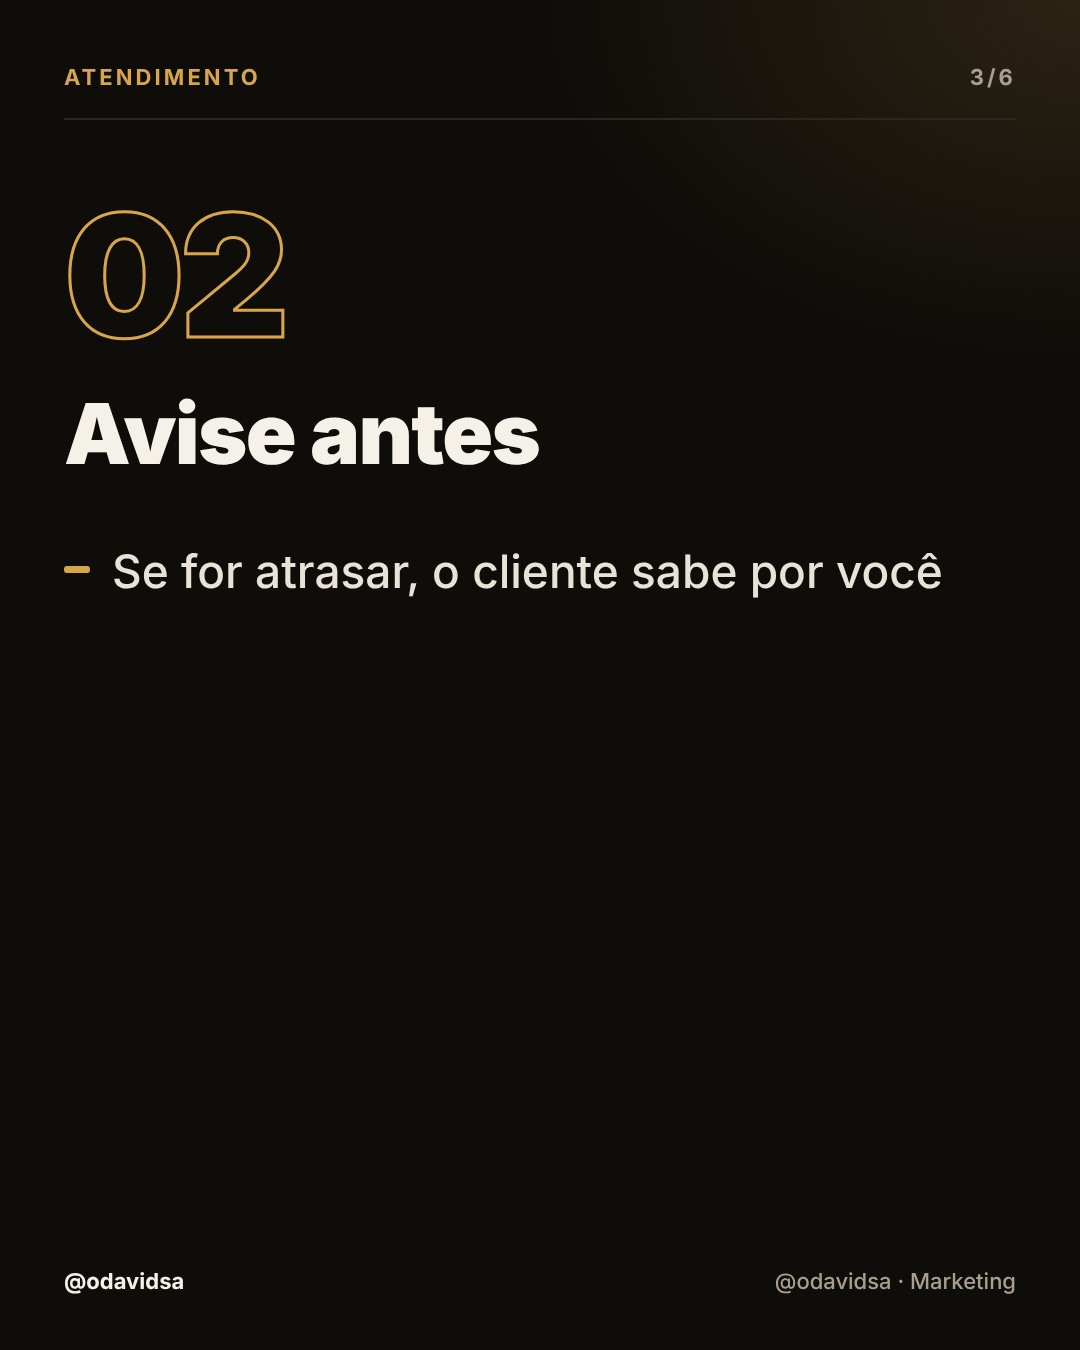 ATENDIMENTO
3/6
02
Avise antes
– Se for atrasar, o cliente sabe por você
@odavidsa
@odavidsa · Marketing